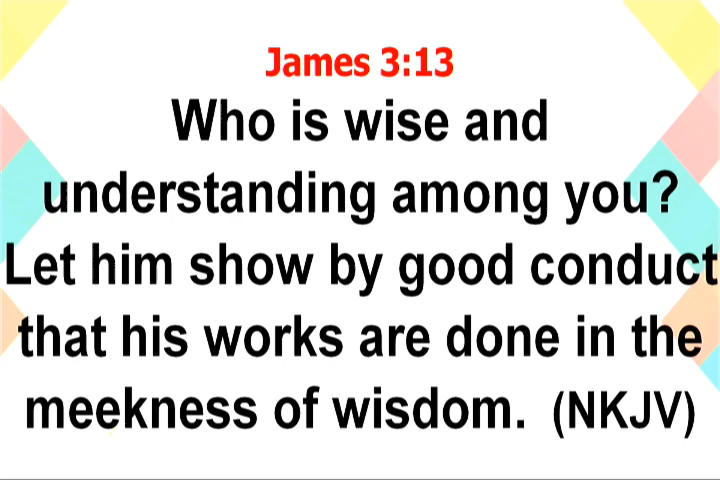 James 3:13
Who is wise and
understanding among you?
Let him show by good conduct
that his works are done in the
meekness of wisdom.  (NKJV)